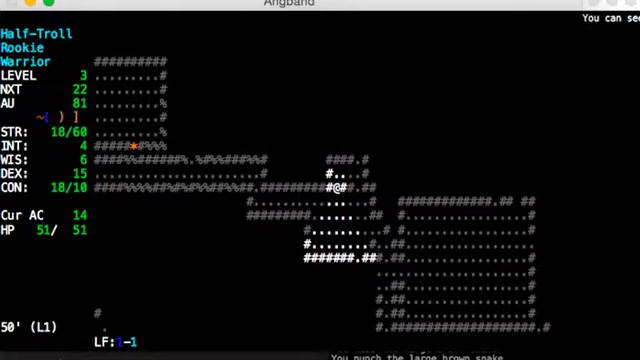 Angband
You can see
Half-Troll
Rookie
Warrior
LEVEL 3
NXT 22
AU 81
~{ ) ]
STR: 18/60
INT: 4
WIS: 6
DEX: 15
CON: 18/10
Cur AC 14
HP 51/ 51
50' (L1)
LF:1-1
You punch the large brown snake